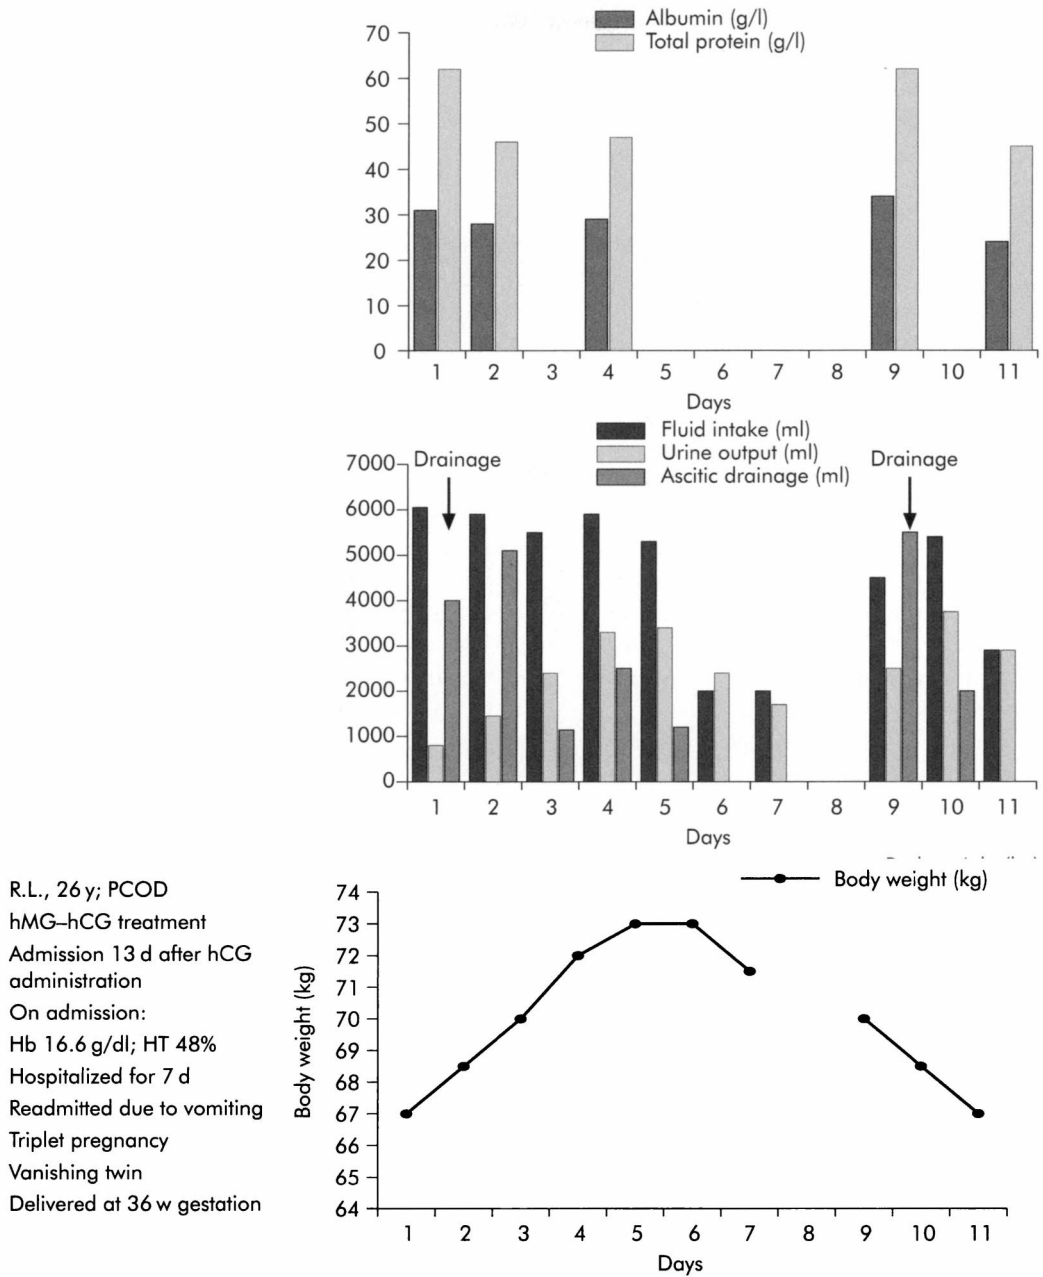 Albumin (g/l)
Total protein (g/l)
70
60
50
40
30
20
10
0
1 2 3 4 5 6 7 8 9 10 11
Days
Fluid intake (ml)
Urine output (ml)
Ascitic drainage (ml)
Drainage
Drainage
7000
6000
5000
4000
3000
2000
1000
0
1 2 3 4 5 6 7 8 9 10 11
Days
R.L., 26 y; PCOD
hMG–hCG treatment
Admission 13 d after hCG
administration
On admission:
Hb 16.6 g/dl; HT 48%
Hospitalized for 7 d
Readmitted due to vomiting
Triplet pregnancy
Vanishing twin
Delivered at 36 w gestation
Body weight (kg)
Body weight (kg)
74
73
72
71
70
69
68
67
66
65
64
1 2 3 4 5 6 7 8 9 10 11
Days